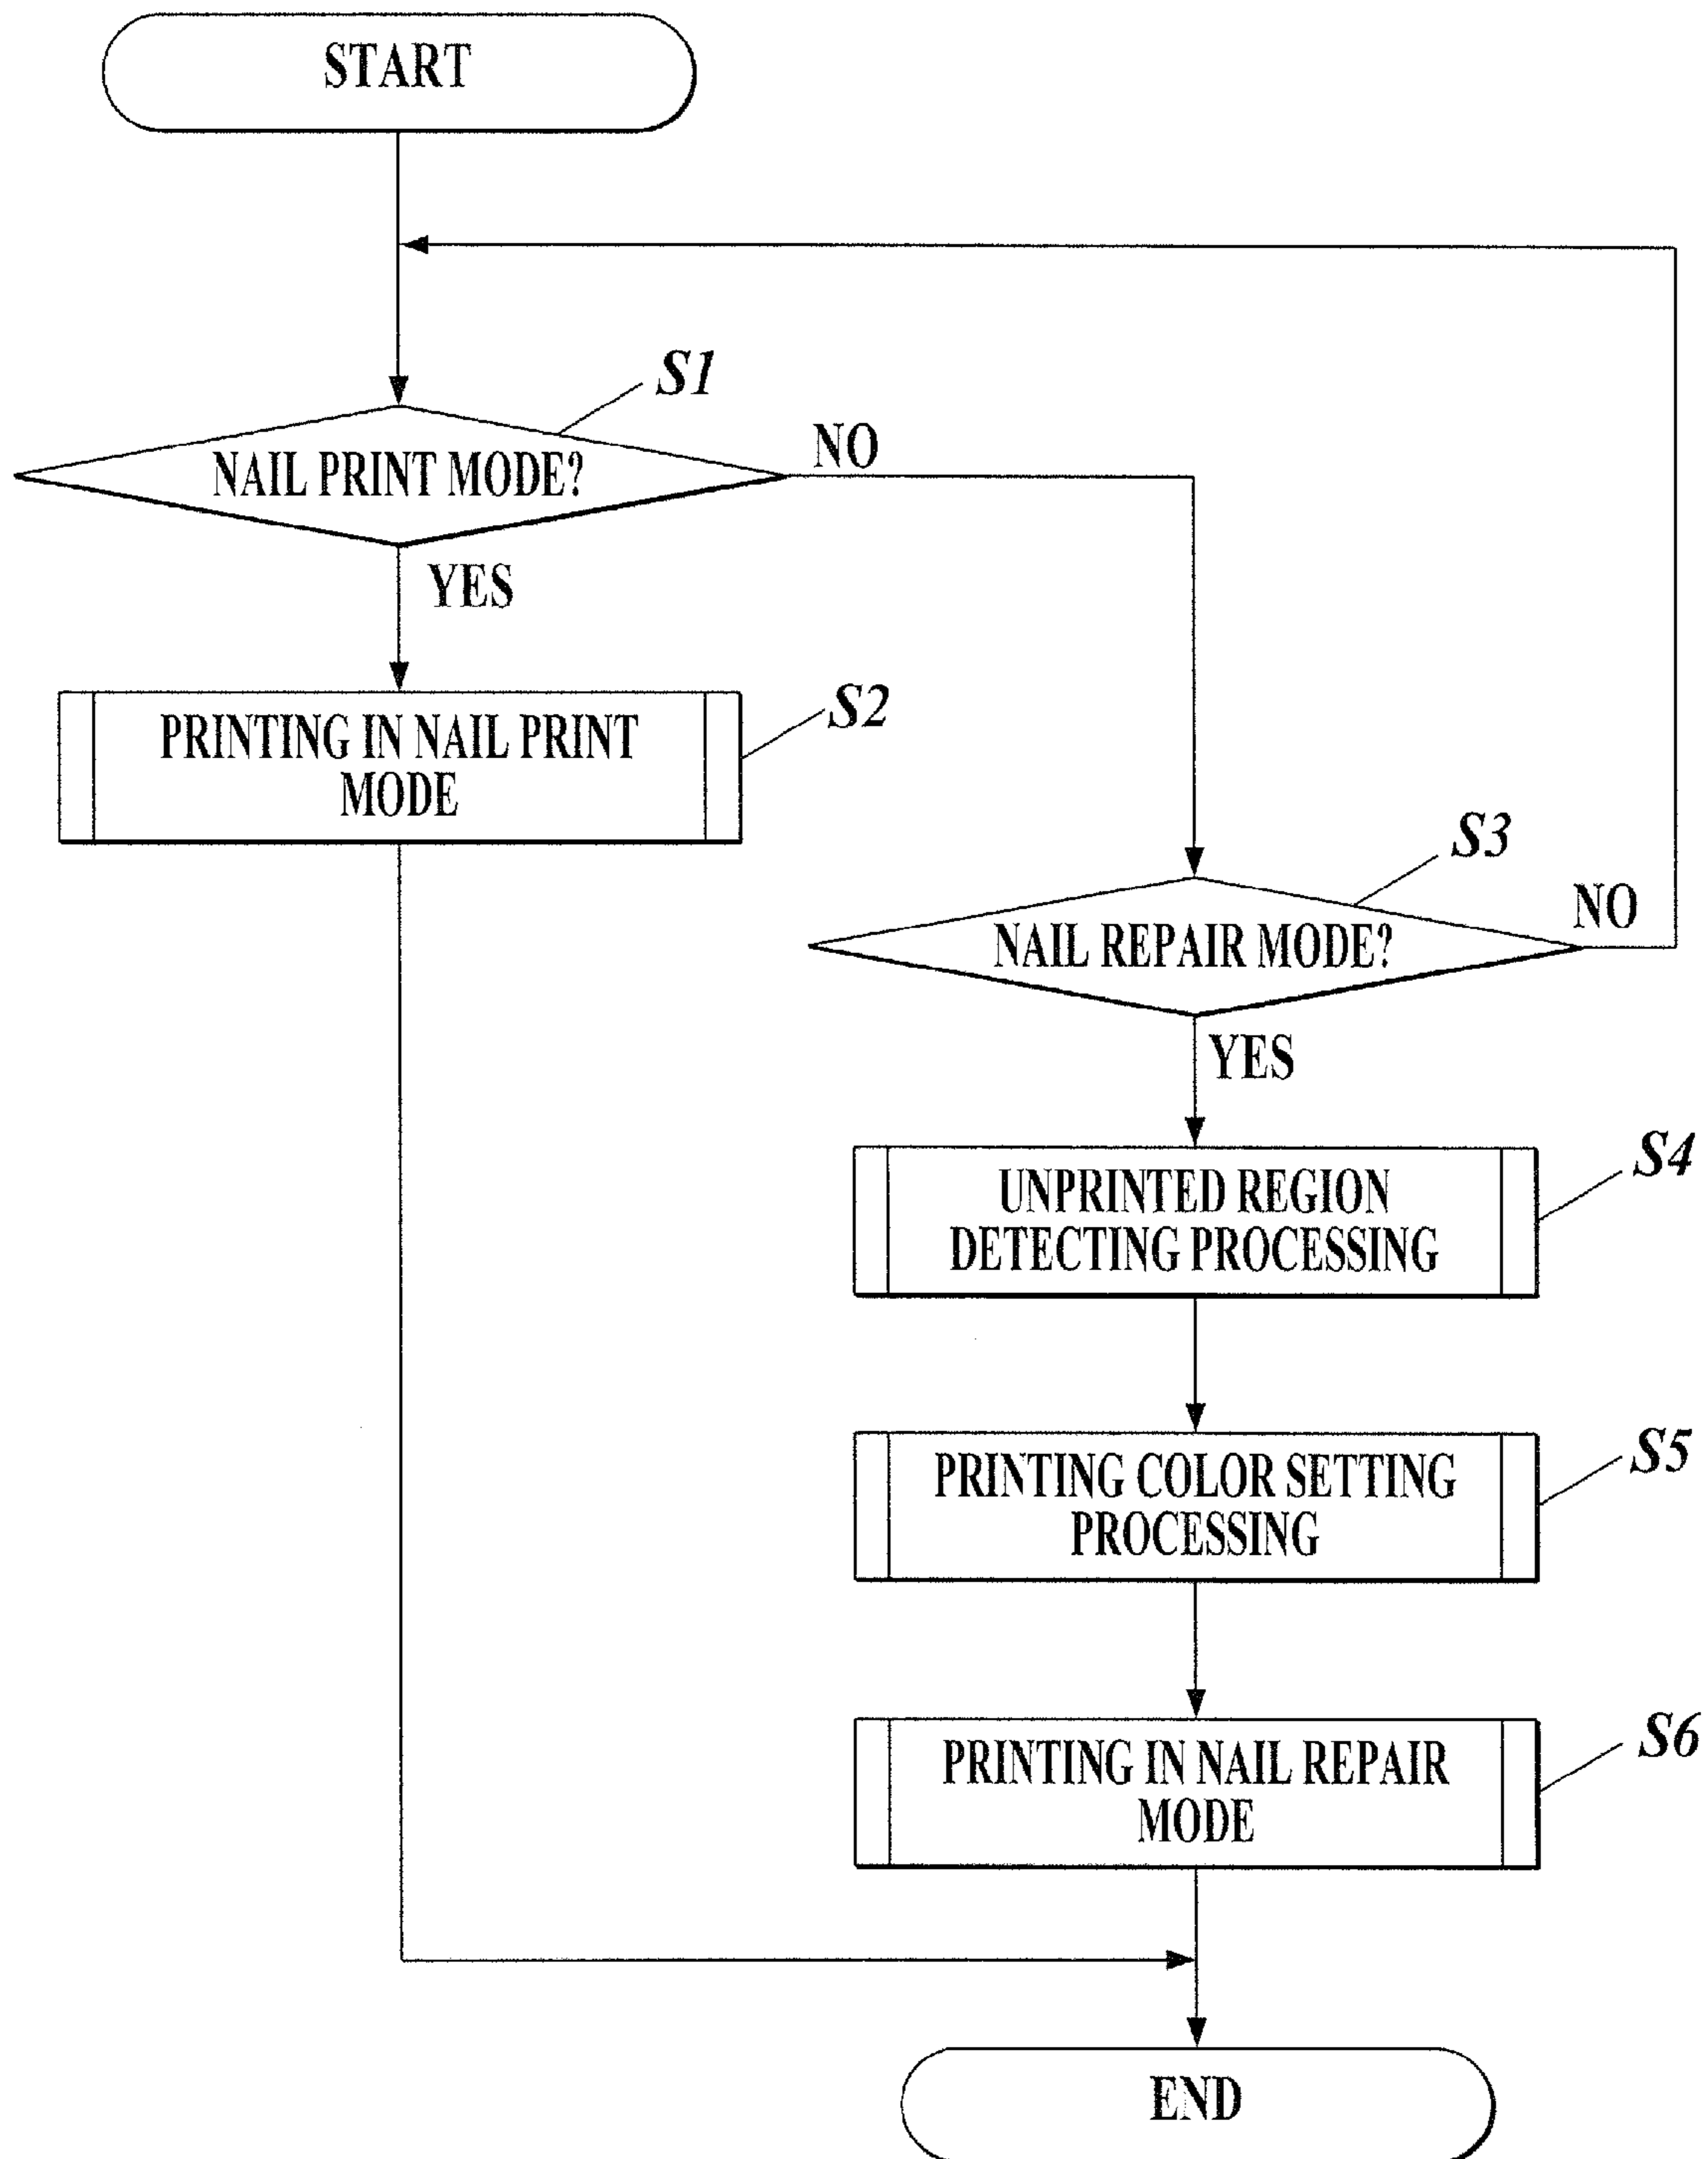 START
S1
NAIL PRINT MODE?
NO
YES
PRINTING IN NAIL PRINT
MODE
S2
S3
NAIL REPAIR MODE?
NO
YES
UNPRINTED REGION
DETECTING PROCESSING
S4
PRINTING COLOR SETTING
PROCESSING
S5
PRINTING IN NAIL REPAIR
MODE
S6
END